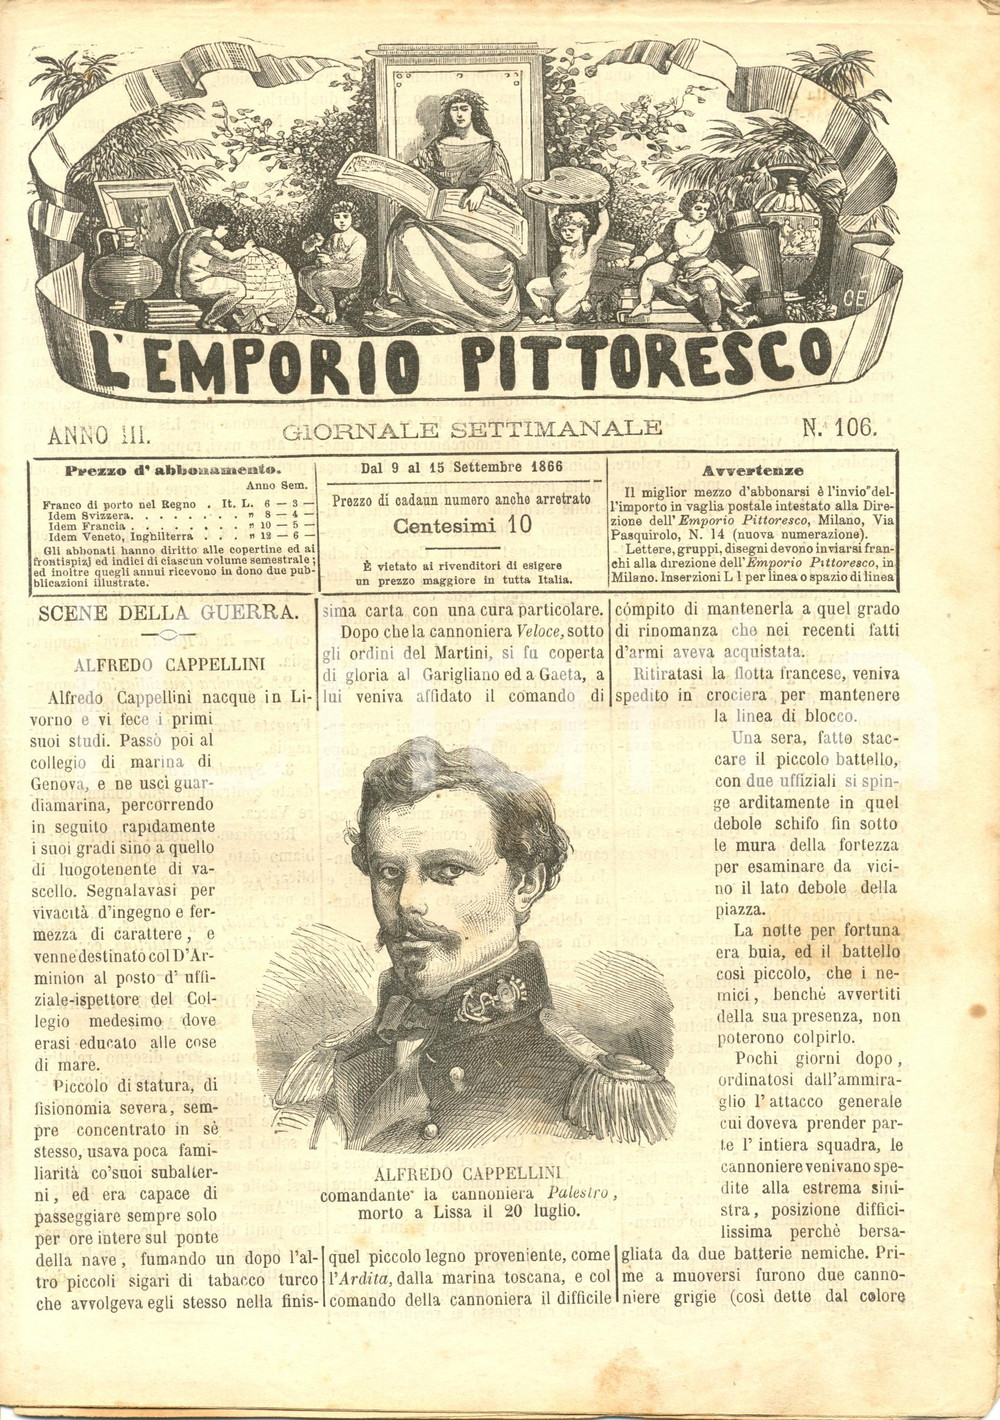 L'EMPORIO PITTORESCO
CE
ANNO III.
GIORNALE SETTIMANALE
N. 106.
Prezzo d'abbonamento.
Anno Sem.
Franco di porto nel Regno . It. L. 6 — 3 —
Idem Svizzera. . . . . . . . " 8 — 4 —
Idem Francia . . . . . . . . " 10 — 5 —
Idem Veneto, Inghilterra . . . " 12 — 6 —
Gli abbonati hanno diritto alle copertine ed ai
frontispizj ed indici di ciascun volume semestrale;
ed inoltre quegli annui ricevono in dono due pub-
blicazioni illustrate.
Dal 9 al 15 Settembre 1866
Prezzo di cadaun numero anche arretrato
Centesimi 10
È vietato ai rivenditori di esigere
un prezzo maggiore in tutta Italia.
Avvertenze
Il miglior mezzo d'abbonarsi è l'invio del-
l'importo in vaglia postale intestato alla Dire-
zione dell'Emporio Pittoresco, Milano, Via
Pasquirolo, N. 14 (nuova numerazione).
Lettere, gruppi, disegni devono inviarsi fran-
chi alla direzione dell'Emporio Pittoresco, in
Milano. Inserzioni L 1 per linea o spazio di linea
SCENE DELLA GUERRA.
ALFREDO CAPPELLINI
Alfredo Cappellini nacque in Li-
vorno e vi fece i primi
suoi studi. Passò poi al
collegio di marina di
Genova, e ne uscì guar-
diamarina, percorrendo
in seguito rapidamente
i suoi gradi sino a quello
di luogotenente di va-
scello. Segnalavasi per
vivacità d'ingegno e fer-
mezza di carattere, e
venne destinato col D'Ar-
minion al posto d'uffi-
ziale-ispettore del Col-
legio medesimo dove
erasi educato alle cose
di mare.
Piccolo di statura, di
fisionomia severa, sem-
pre concentrato in sè
stesso, usava poca fami-
liarità co'suoi subalter-
ni, ed era capace di
passeggiare sempre solo
per ore intere sul ponte
della nave, fumando un dopo l'al-
tro piccoli sigari di tabacco turco
che avvolgeva egli stesso nella finis-
sima carta con una cura particolare.
Dopo che la cannoniera Veloce, sotto
gli ordini del Martini, si fu coperta
di gloria al Garigliano ed a Gaeta, a
lui veniva affidato il comando di
ALFREDO CAPPELLINI
comandante la cannoniera Palestro,
morto a Lissa il 20 luglio.
quel piccolo legno proveniente, come
l'Ardita, dalla marina toscana, e col
comando della cannoniera il difficile
cómpito di mantenerla a quel grado
di rinomanza che nei recenti fatti
d'armi aveva acquistata.
Ritiratasi la flotta francese, veniva
spedito in crociera per mantenere
la linea di blocco.
Una sera, fatto stac-
care il piccolo battello,
con due uffiziali si spin-
ge arditamente in quel
debole schifo fin sotto
le mura della fortezza
per esaminare da vici-
no il lato debole della
piazza.
La notte per fortuna
era buia, ed il battello
così piccolo, che i ne-
mici, benchè avvertiti
della sua presenza, non
poterono colpirlo.
Pochi giorni dopo,
ordinatosi dall'ammira-
glio l'attacco generale
cui doveva prender par-
te l'intiera squadra, le
cannoniere venivano spe-
dite alla estrema sini-
stra, posizione diffici-
lissima perchè bersa-
gliata da due batterie nemiche. Pri-
me a muoversi furono due canno-
niere grigie (così dette dal colore